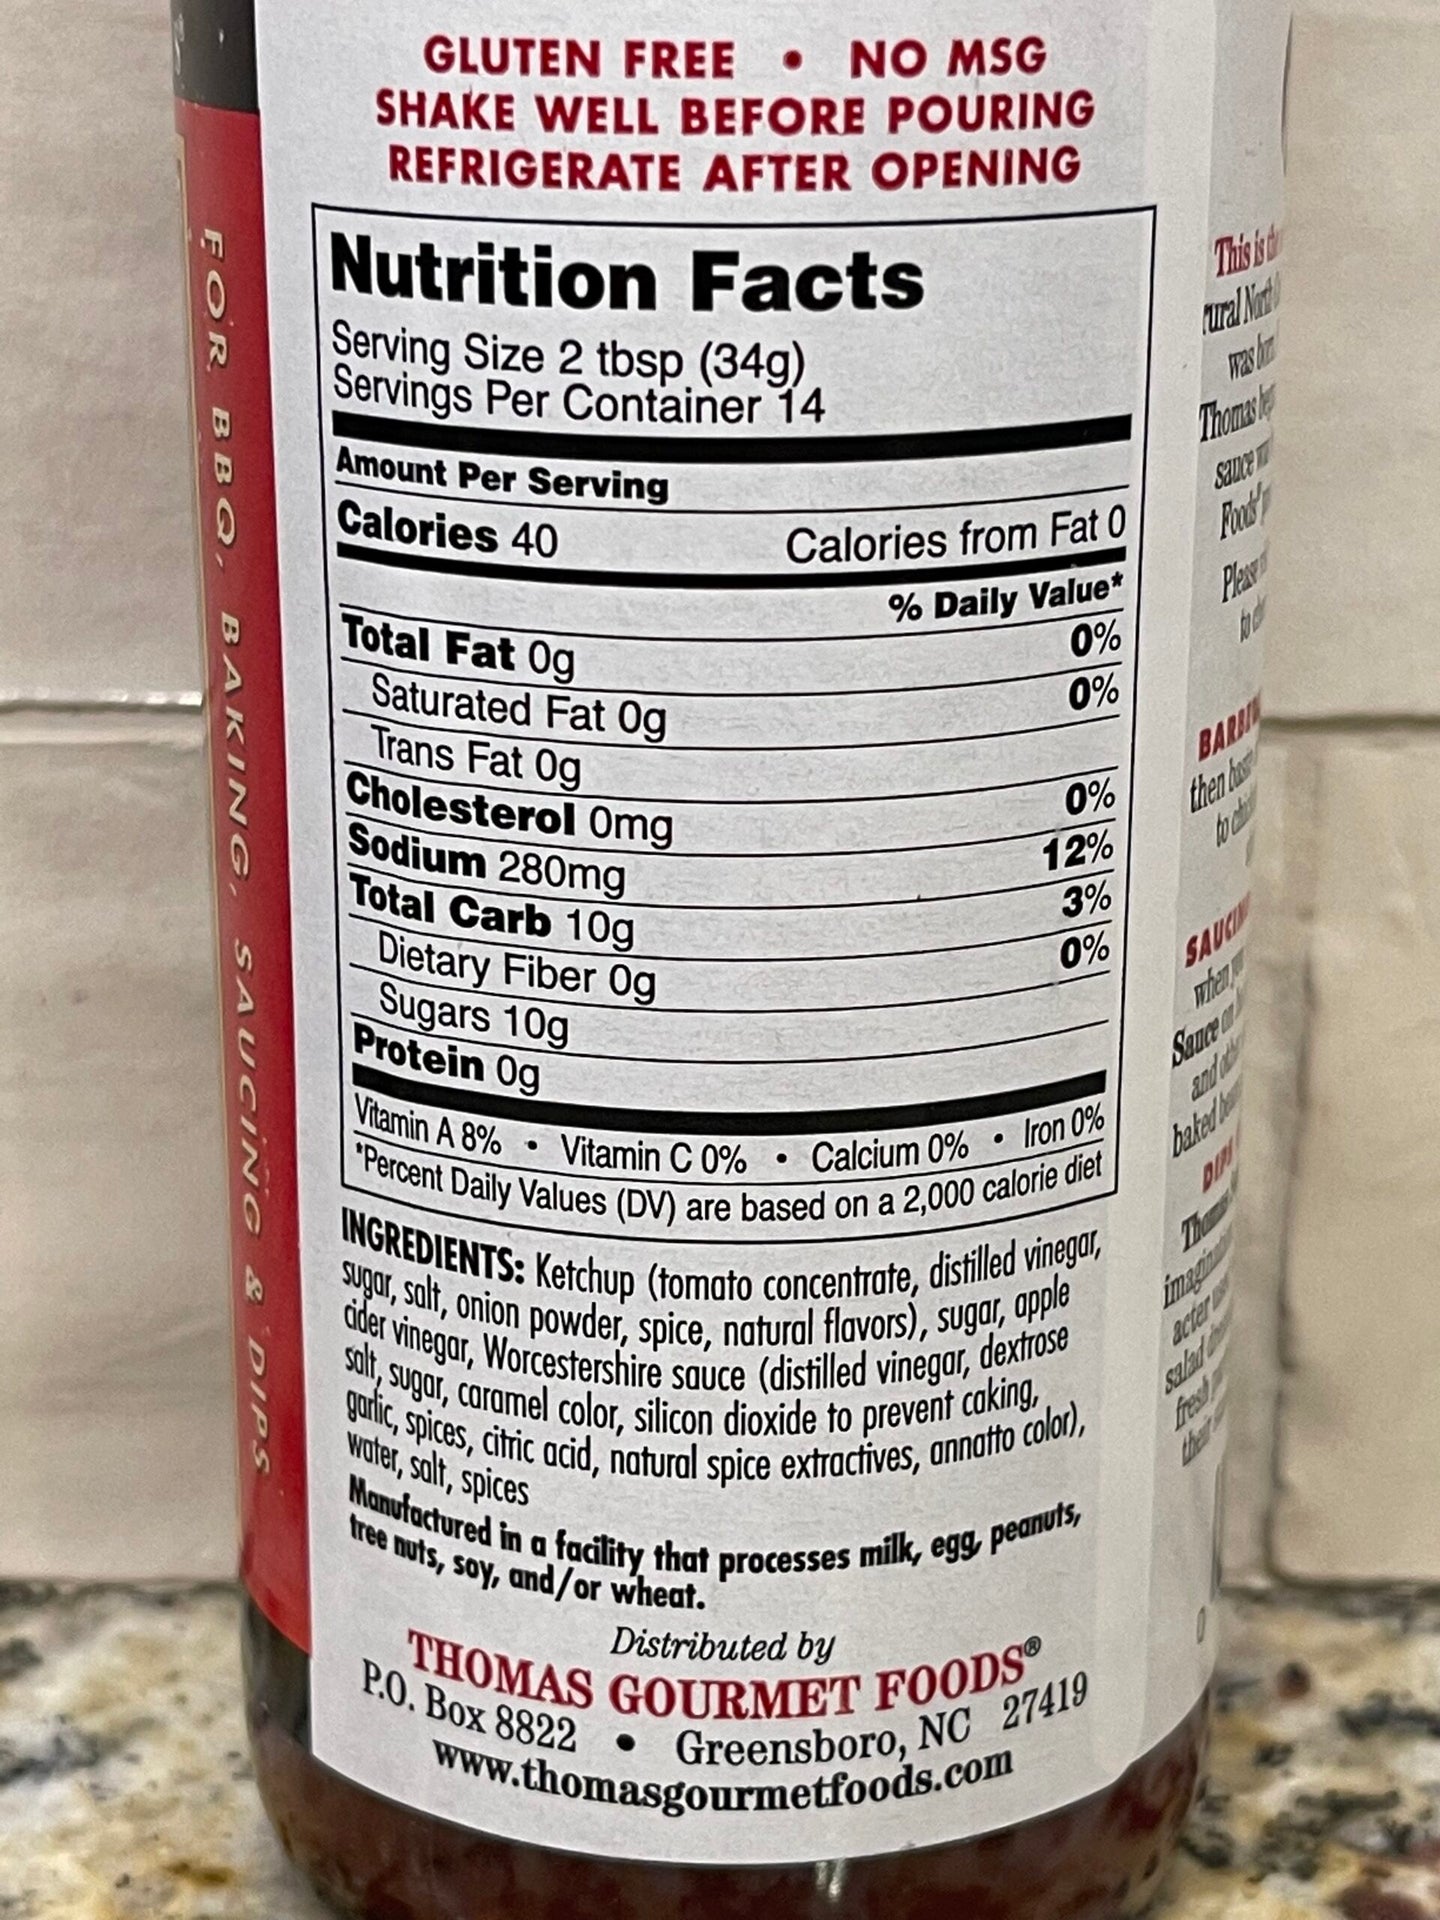 GLUTEN FREE • NO MSG
SHAKE WELL BEFORE POURING
REFRIGERATE AFTER OPENING
Nutrition Facts
Serving Size 2 tbsp (34g)
Servings Per Container 14
Amount Per Serving
Calories 40 Calories from Fat 0
% Daily Value*
Total Fat 0g 0%
Saturated Fat 0g 0%
Trans Fat 0g
Cholesterol 0mg 0%
Sodium 280mg 12%
Total Carb 10g 3%
Dietary Fiber 0g 0%
Sugars 10g
Protein 0g
Vitamin A 8% • Vitamin C 0% • Calcium 0% • Iron 0%
*Percent Daily Values (DV) are based on a 2,000 calorie diet
INGREDIENTS: Ketchup (tomato concentrate, distilled vinegar,
sugar, salt, onion powder, spice, natural flavors), sugar, apple
cider vinegar, Worcestershire sauce (distilled vinegar, dextrose
salt, sugar, caramel color, silicon dioxide to prevent caking,
garlic, spices, citric acid, natural spice extractives, annatto color),
water, salt, spices
Manufactured in a facility that processes milk, egg, peanuts,
tree nuts, soy, and/or wheat.
Distributed by
THOMAS GOURMET FOODS®
P.O. Box 8822 • Greensboro, NC 27419
www.thomasgourmetfoods.com
FOR BBQ, BAKING, SAUCING & DIPS
This is
rural
was
Thomas
sauce
Foods®
Please
to
then
to
when
Sauce
and
baked
salad
fresh